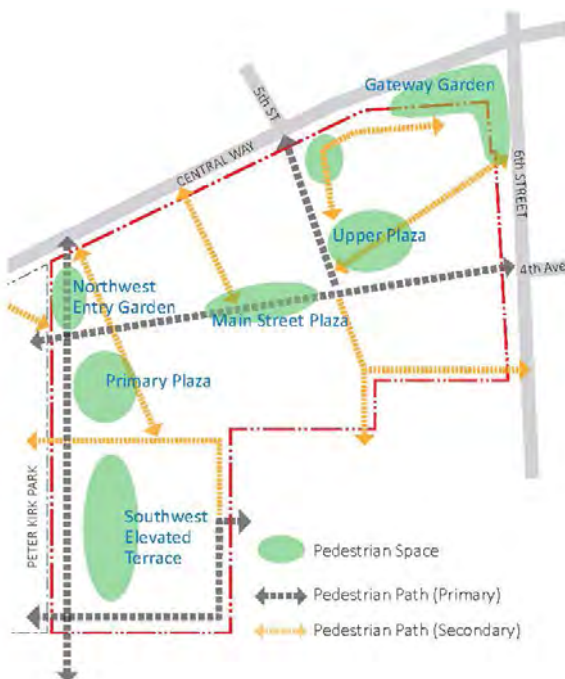 Gateway Garden
5th ST
CENTRAL WAY
6th STREET
Upper Plaza
4th Ave
Northwest
Entry Garden
Main Street Plaza
Primary Plaza
PETER KIRK PARK
Southwest
Elevated
Terrace
Pedestrian Space
Pedestrian Path (Primary)
Pedestrian Path (Secondary)